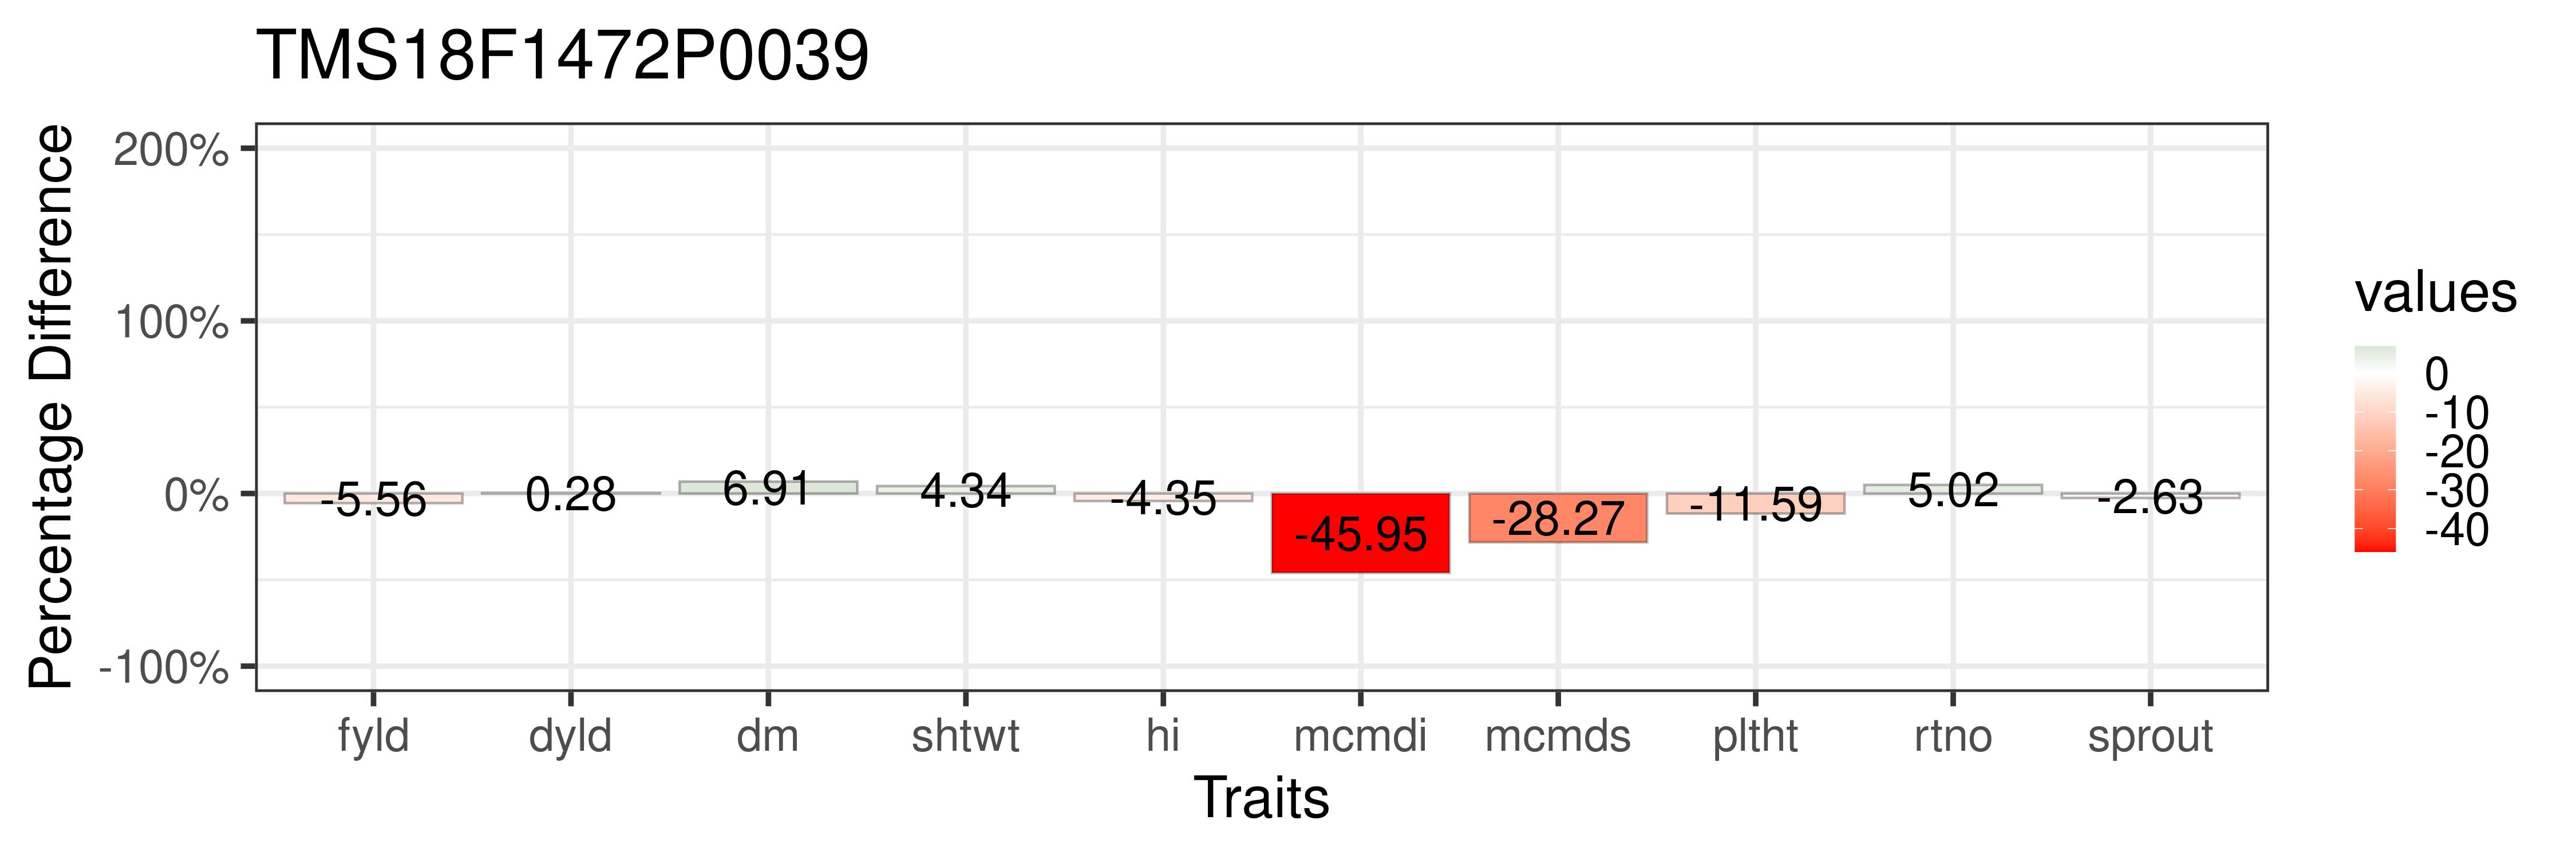 TMS18F1472P0039
Percentage Difference
200%
100%
0%
-100%
-5.56 0.28 6.91 4.34 -4.35 -45.95 -28.27 -11.59 5.02 -2.63
fyld dyld dm shtwt hi mcmdi mcmds pltht rtno sprout
Traits
values
0
-10
-20
-30
-40